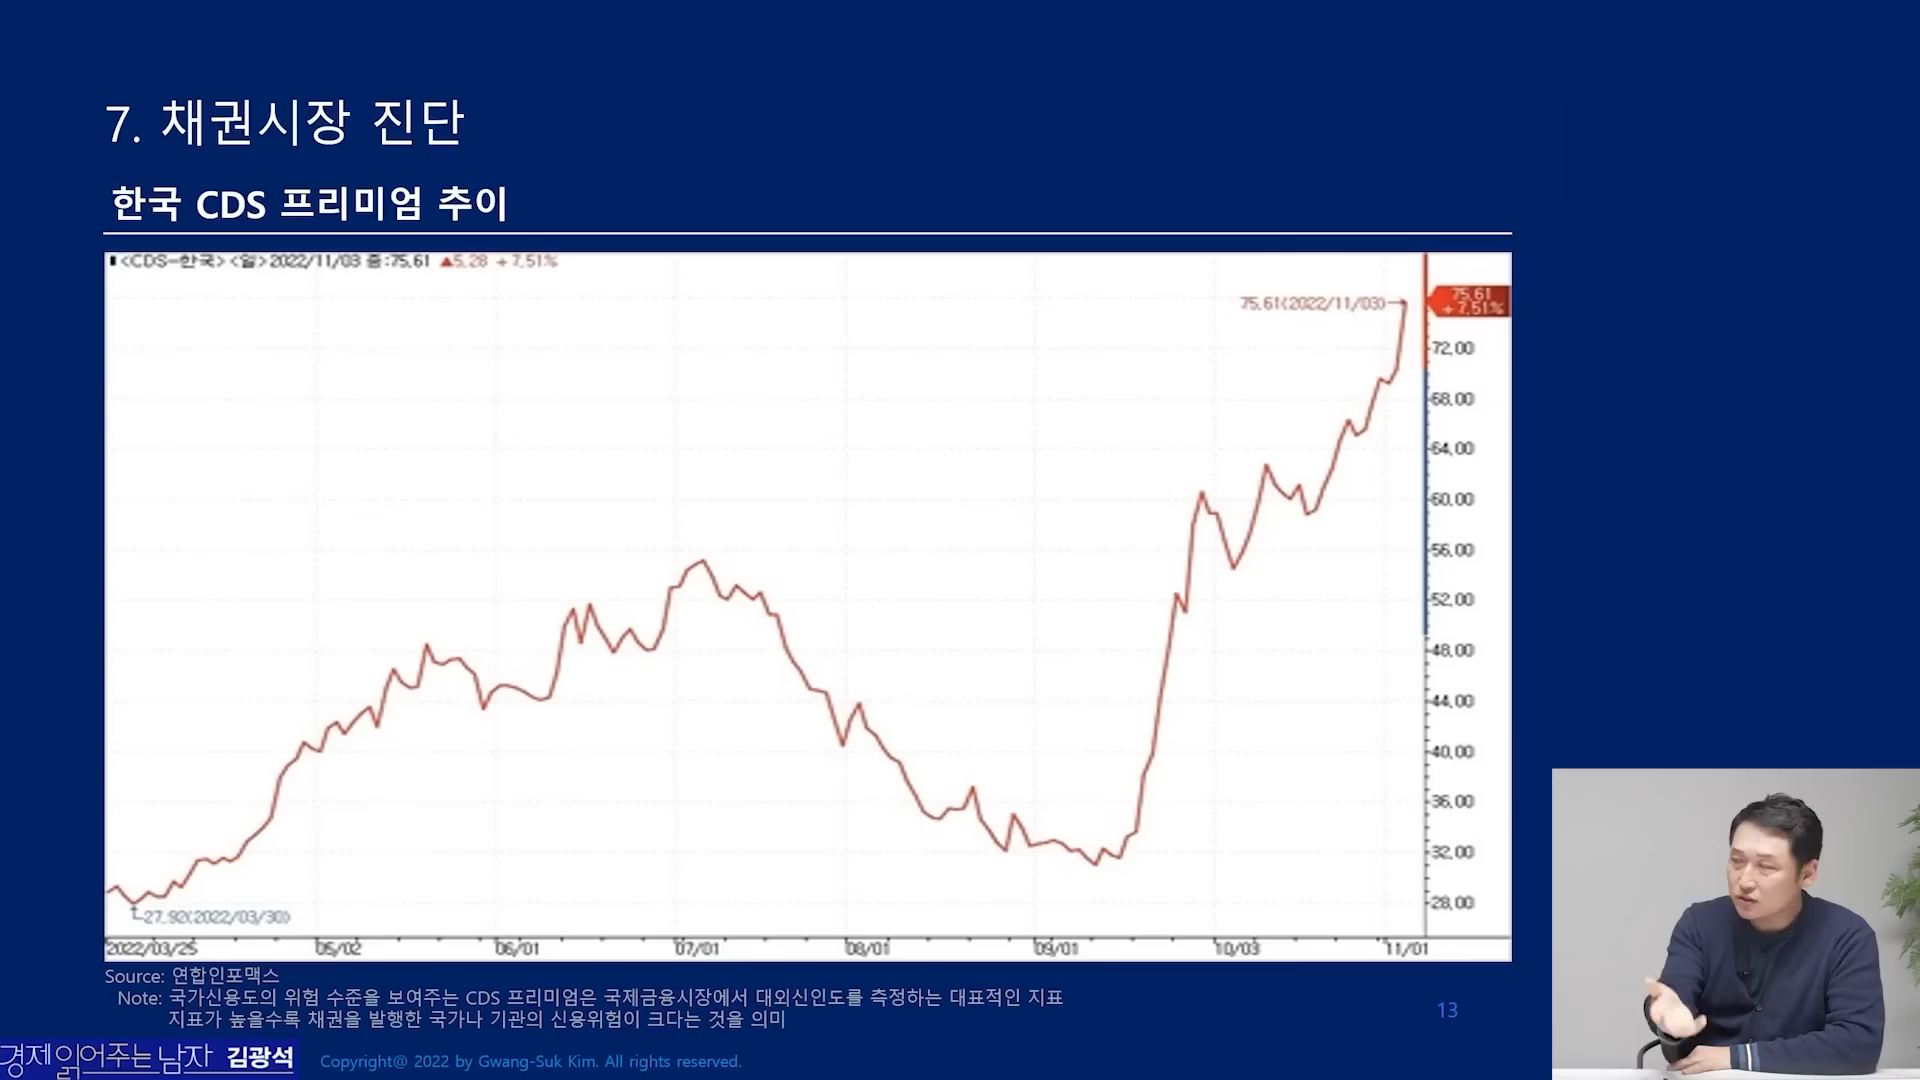 7. 채권시장 진단
한국 CDS 프리미엄 추이
<CDS-한국> <일> 2022/11/03 종:75.61 ▲5.28 +7.51%
75.61(2022/11/03)
75.61
+7.51%
72.00
68.00
64.00
60.00
56.00
52.00
48.00
44.00
40.00
36.00
32.00
28.00
27.92(2022/03/30)
2022/03/25 05/02 06/01 07/01 08/01 09/01 10/03 11/01
Source: 연합인포맥스
Note: 국가신용도의 위험 수준을 보여주는 CDS 프리미엄은 국제금융시장에서 대외신인도를 측정하는 대표적인 지표
지표가 높을수록 채권을 발행한 국가나 기관의 신용위험이 크다는 것을 의미
13
경제 읽어주는 남자 김광석
Copyright@ 2022 by Gwang-Suk Kim. All rights reserved.